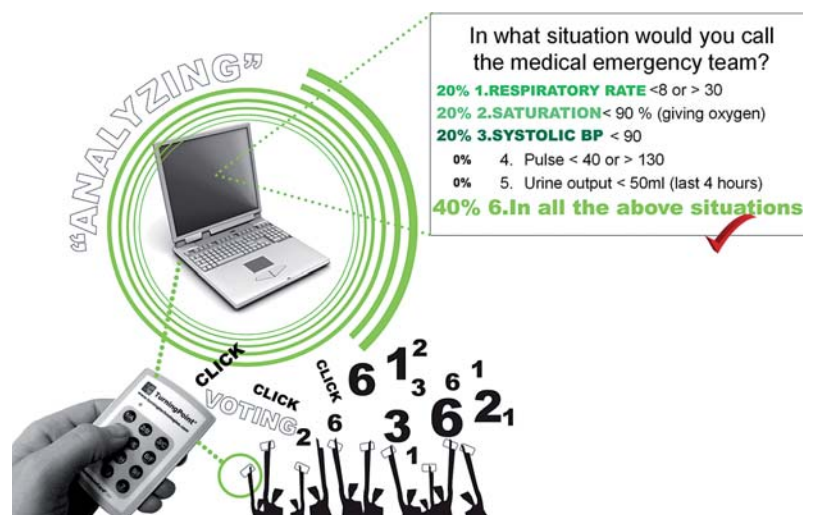 "ANALYZING"
In what situation would you call
the medical emergency team?
20% 1.RESPIRATORY RATE <8 or > 30
20% 2.SATURATION< 90 % (giving oxygen)
20% 3.SYSTOLIC BP < 90
0% 4. Pulse < 40 or > 130
0% 5. Urine output < 50ml (last 4 hours)
40% 6.In all the above situations
CLICK
CLICK
CLICK
VOTING
6 1 2
3 6 1
2 6 3 6 2 1
1
TurningPoint